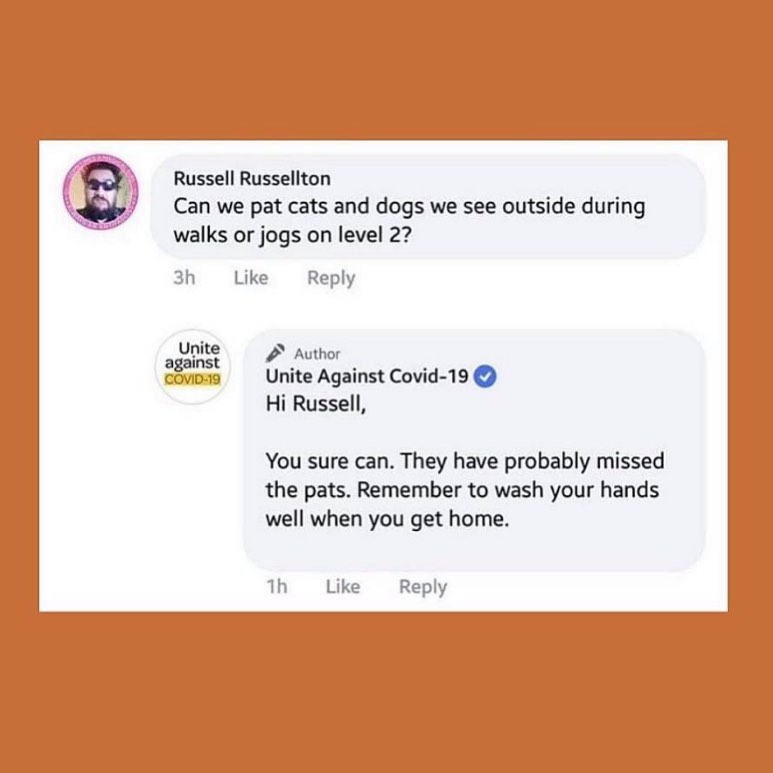 Russell Russellton
Can we pat cats and dogs we see outside during
walks or jogs on level 2?
3h Like Reply
Unite
against
COVID-19
Author
Unite Against Covid-19
Hi Russell,
You sure can. They have probably missed
the pats. Remember to wash your hands
well when you get home.
1h Like Reply